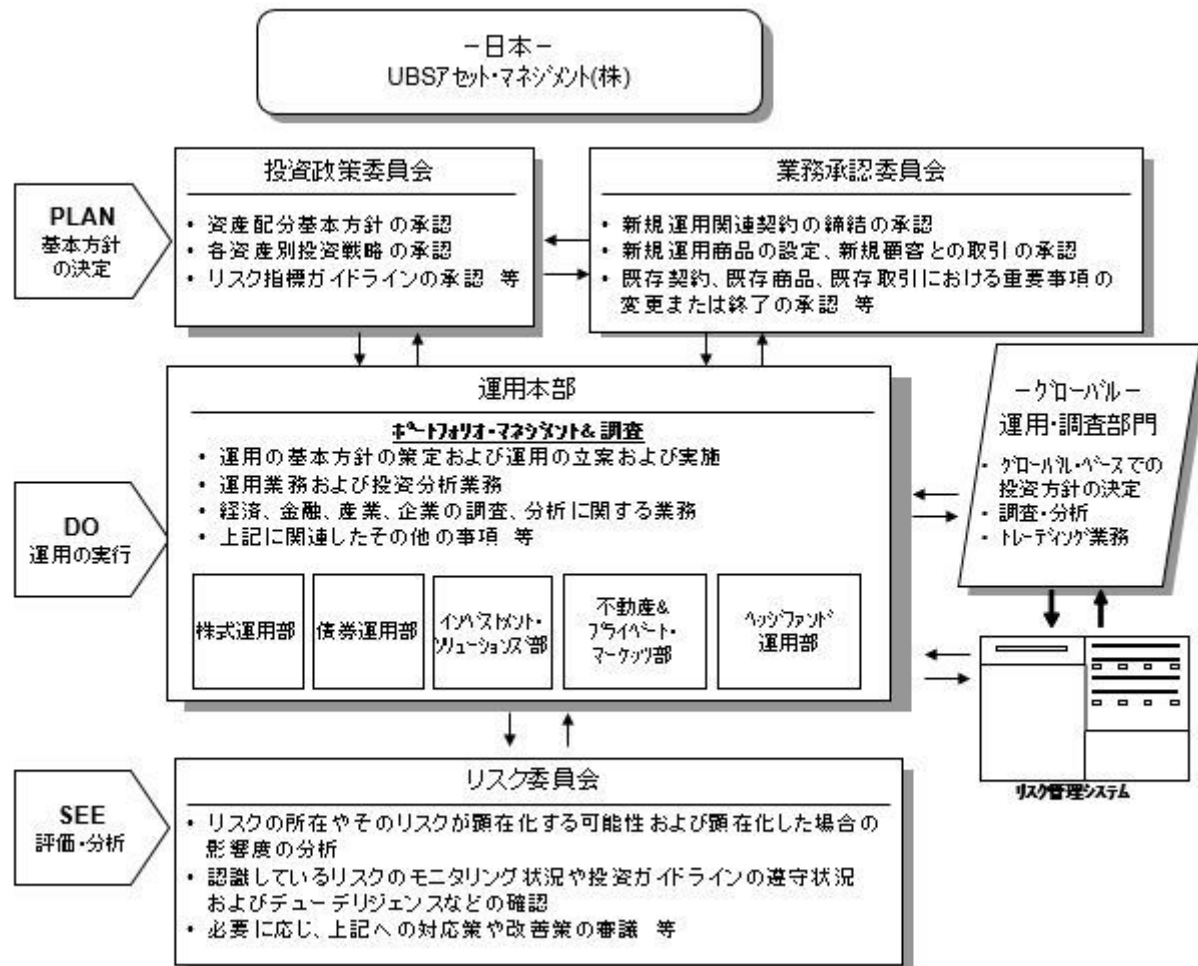 －日本－
UBSｱｾｯﾄ･ﾏﾈｼﾞﾒﾝﾄ(株)
PLAN
基本方針
の決定
投資政策委員会
• 資産配分基本方針の承認
• 各資産別投資戦略の承認
• リスク指標ガイドラインの承認 等
業務承認委員会
• 新規運用関連契約の締結の承認
• 新規運用商品の設定、新規顧客との取引の承認
• 既存契約、既存商品、既存取引における重要事項の
変更または終了の承認 等
DO
運用の実行
運用本部
ﾎﾟｰﾄﾌｫﾘｵ･ﾏﾈｼﾞﾒﾝﾄ&調査
• 運用の基本方針の策定および運用の立案および実施
• 運用業務および投資分析業務
• 経済、金融、産業、企業の調査、分析に関する業務
• 上記に関連したその他の事項 等
株式運用部
債券運用部
ｲﾝﾍﾞｽﾄﾒﾝﾄ･
ｿﾘｭｰｼｮﾝｽﾞ部
不動産&
ﾌﾟﾗｲﾍﾞｰﾄ･
ﾏｰｹｯﾂ部
ﾍｯｼﾞﾌｧﾝﾄﾞ
運用部
－ｸﾞﾛｰﾊﾞﾙ－
運用･調査部門
• ｸﾞﾛｰﾊﾞﾙ･ﾍﾞｰｽでの
投資方針の決定
• 調査･分析
• ﾄﾚｰﾃﾞｨﾝｸﾞ業務
ﾘｽｸ管理ｼｽﾃﾑ
SEE
評価･分析
リスク委員会
• リスクの所在やそのリスクが顕在化する可能性および顕在化した場合の
影響度の分析
• 認識しているリスクのモニタリング状況や投資ガイドラインの遵守状況
およびデューデリジェンスなどの確認
• 必要に応じ、上記への対応策や改善策の審議 等